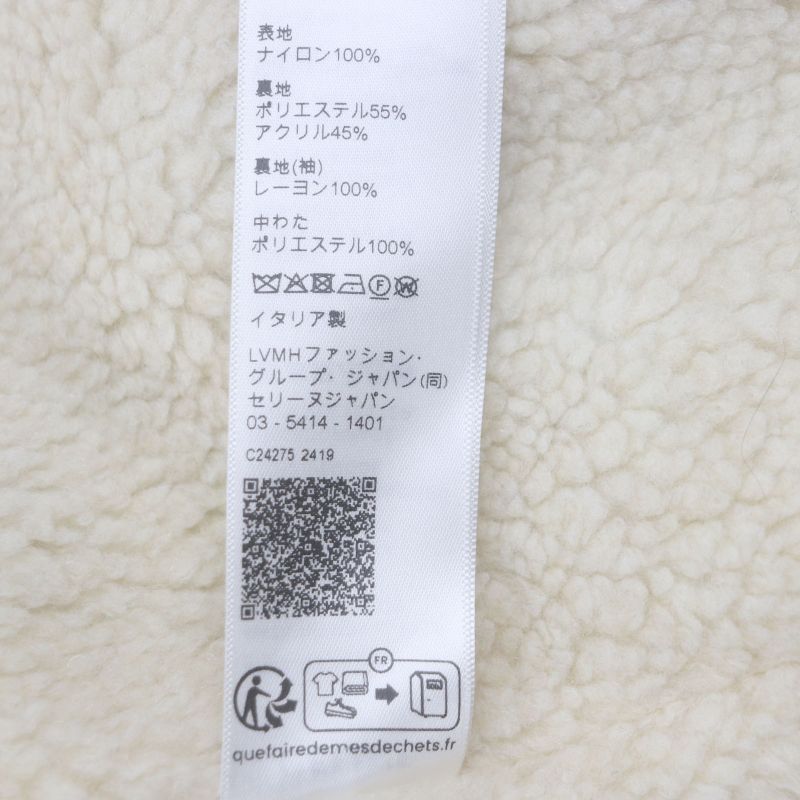 表地
ナイロン100%
裏地
ポリエステル55%
アクリル45%
裏地(袖)
レーヨン100%
中わた
ポリエステル100%
F W
イタリア製
LVMHファッション・
グループ・ジャパン(同)
セリーヌジャパン
03 - 5414 - 1401
C24275 2419
FR
quefairedemesdechets.fr